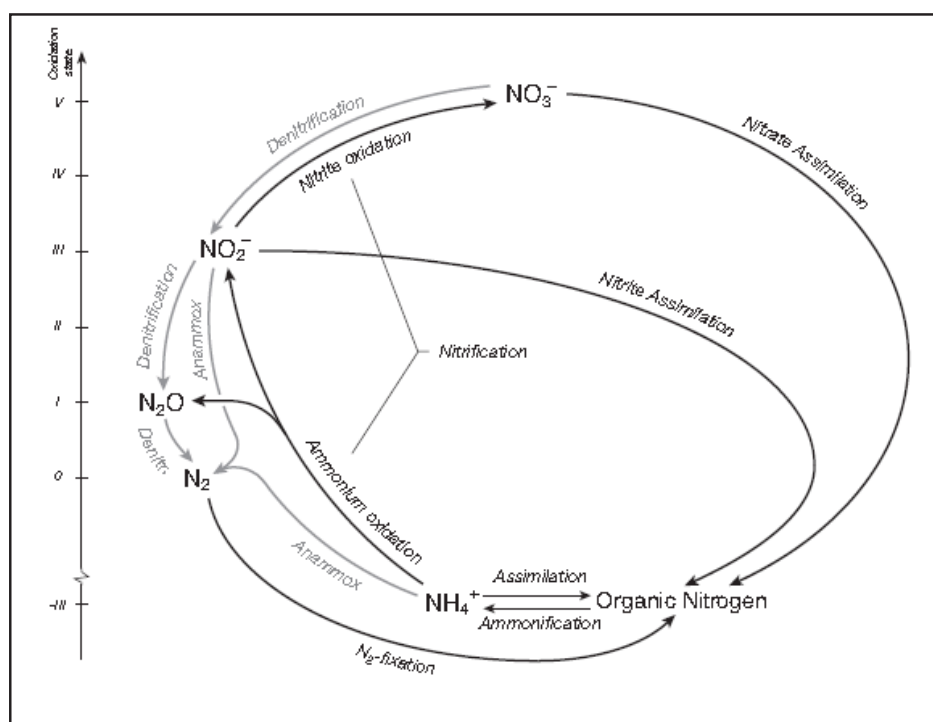 Oxidation
state
V
IV
III
II
I
0
-III
NO₃⁻
Denitrification
Nitrite oxidation
Nitrate Assimilation
NO₂⁻
Nitrite Assimilation
Denitrification
Anammox
Nitrification
N₂O
Denitr.
N₂
Ammonium oxidation
Anammox
NH₄⁺
Assimilation
Ammonification
Organic Nitrogen
N₂-fixation